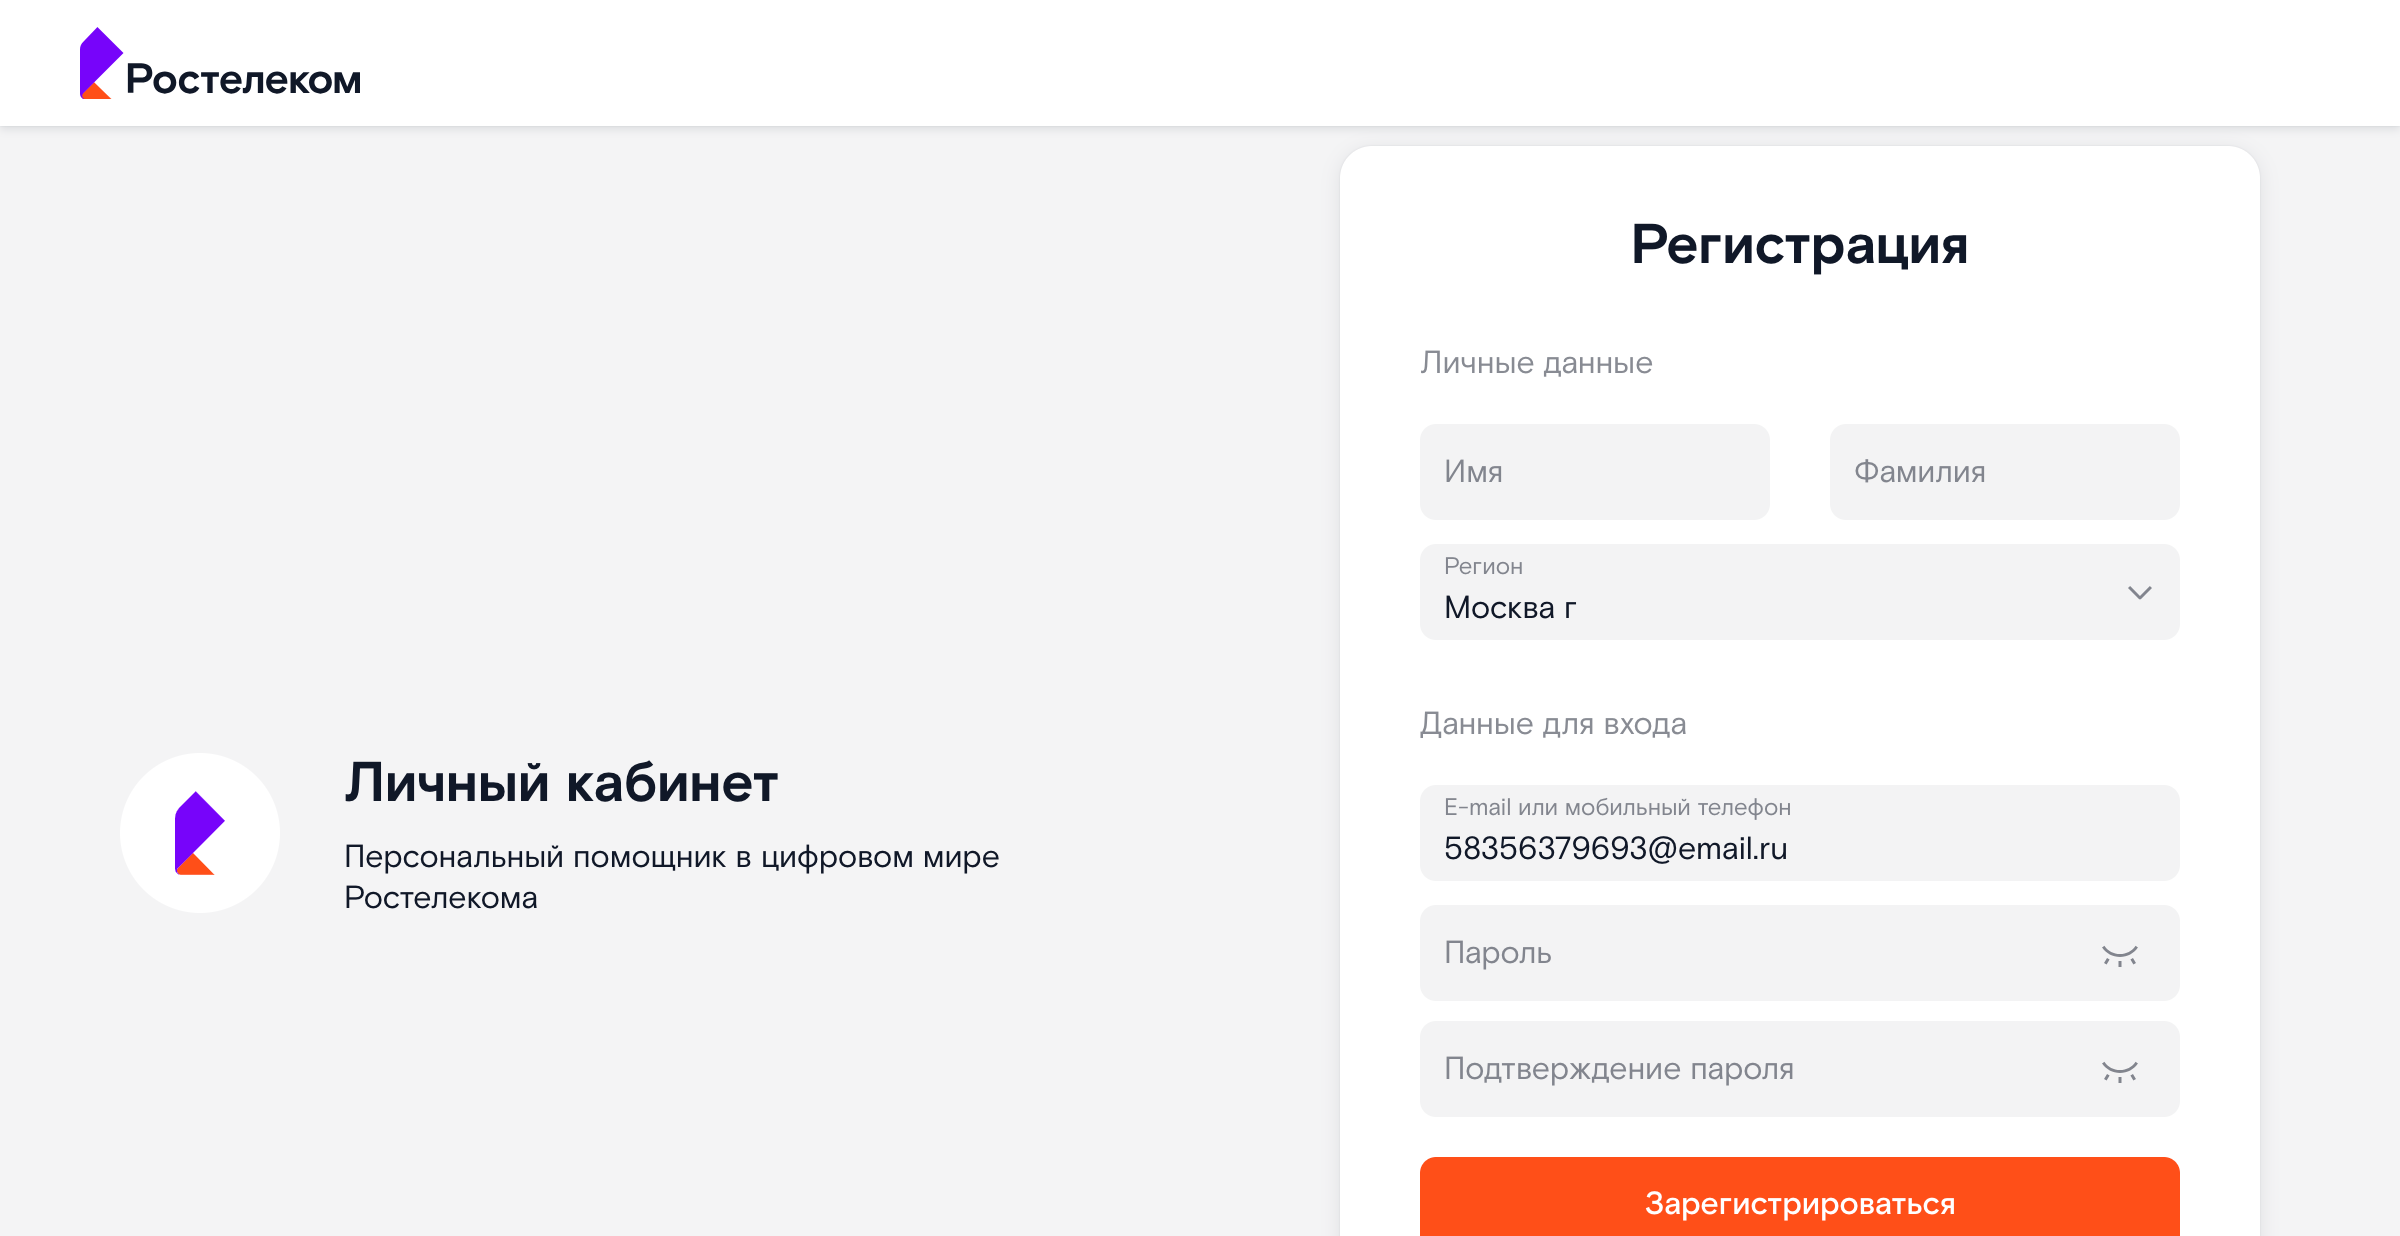 Ростелеком
Личный кабинет
Персональный помощник в цифровом мире
Ростелекома
Регистрация
Личные данные
Имя
Фамилия
Регион
Москва г
Данные для входа
E-mail или мобильный телефон
58356379693@email.ru
Пароль
Подтверждение пароля
Зарегистрироваться